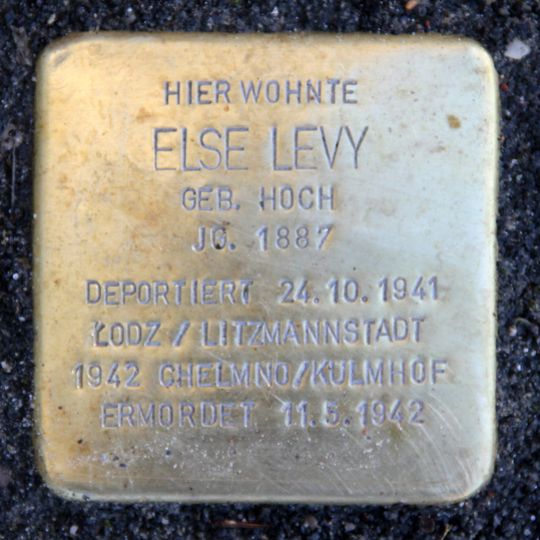 HIER WOHNTE
ELSE LEVY
GEB. HOCH
JG. 1887
DEPORTIERT 24.10.1941
ŁODZ / LITZMANNSTADT
1942 CHELMNO/KULMHOF
ERMORDET 11.5.1942